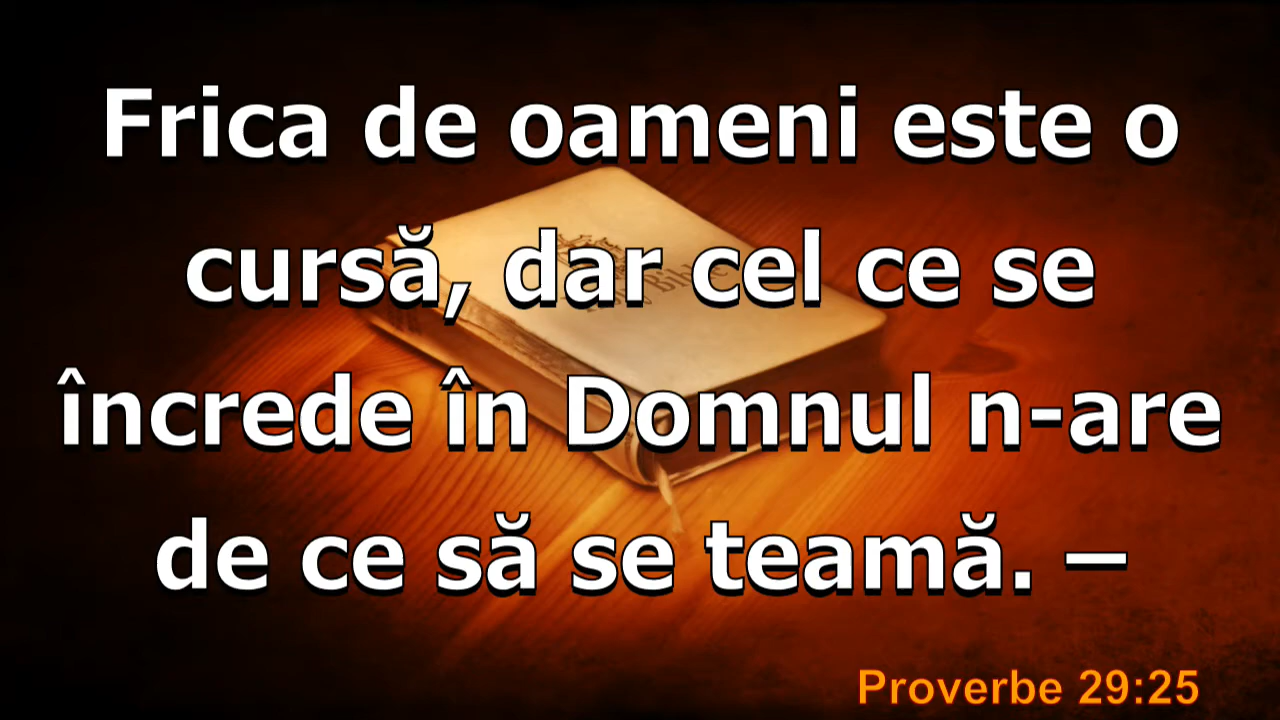 Frica de oameni este o
cursă, dar cel ce se
încrede în Domnul n-are
de ce să se teamă. –
Proverbe 29:25